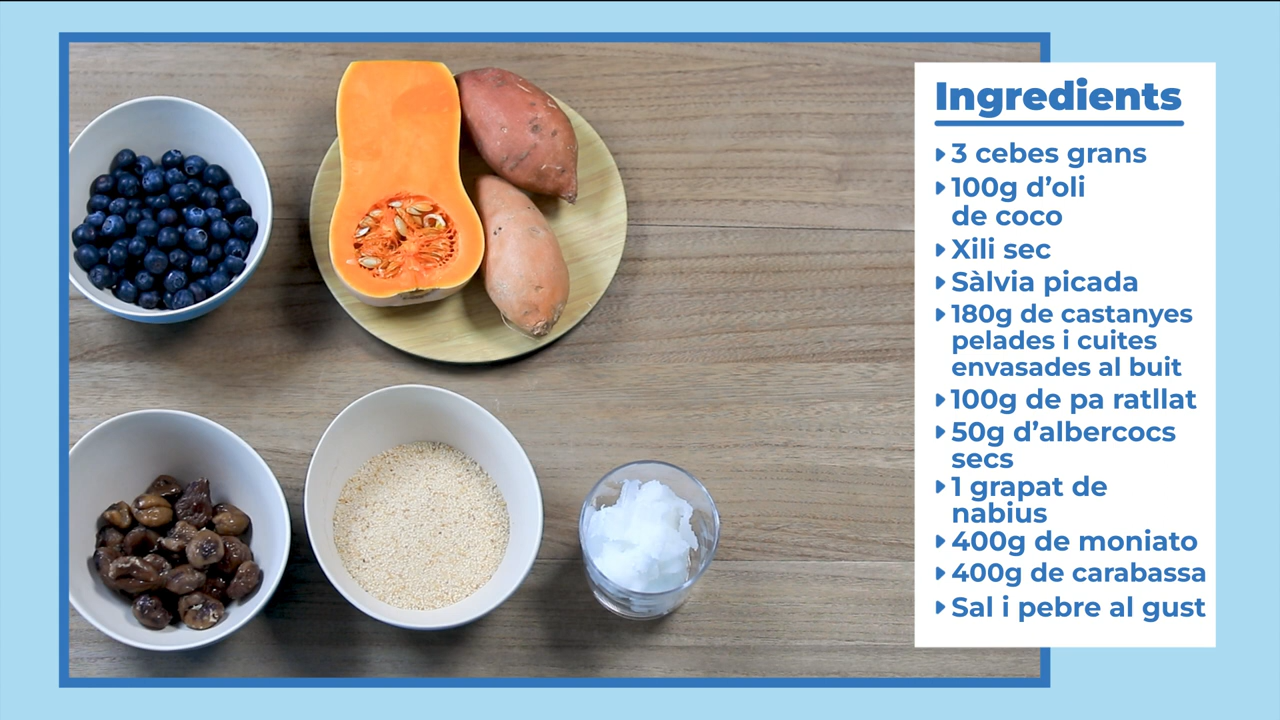 Ingredients
3 cebes grans
100g d'oli
de coco
Xili sec
Sàlvia picada
180g de castanyes
pelades i cuites
envasades al buit
100g de pa ratllat
50g d'albercocs
secs
1 grapat de
nabius
400g de moniato
400g de carabassa
Sal i pebre al gust